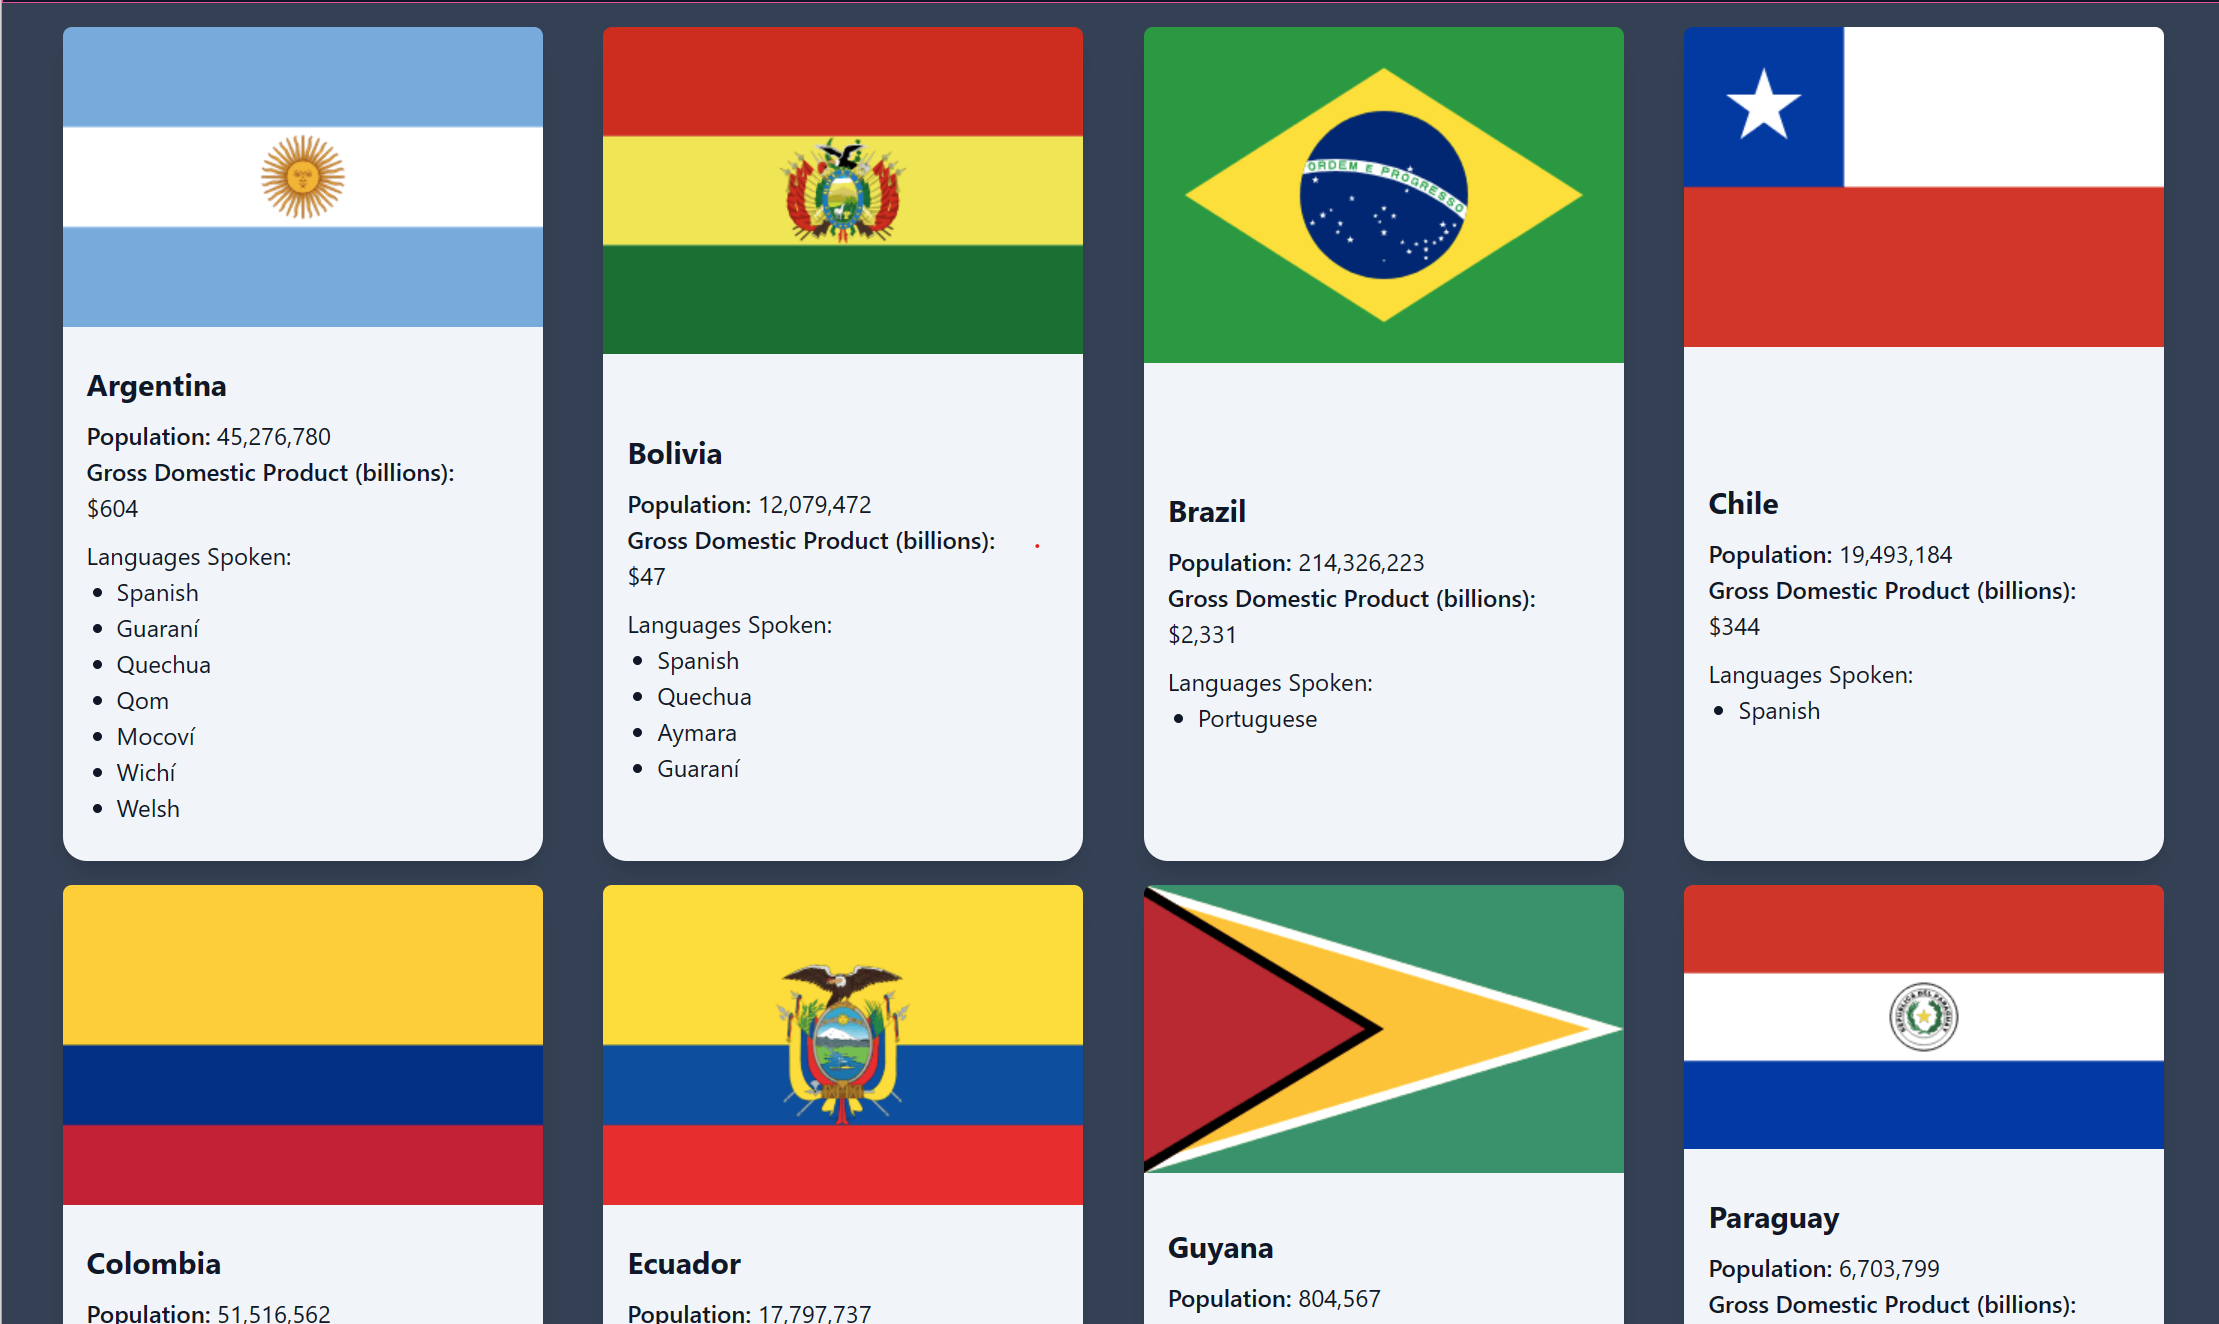 ORDEM E PROGRESSO
REPUBLICA DEL PARAGUAY
Argentina
Population: 45,276,780
Gross Domestic Product (billions):
$604
Languages Spoken:
Spanish
Guaraní
Quechua
Qom
Mocoví
Wichí
Welsh
Bolivia
Population: 12,079,472
Gross Domestic Product (billions):
$47
Languages Spoken:
Spanish
Quechua
Aymara
Guaraní
Brazil
Population: 214,326,223
Gross Domestic Product (billions):
$2,331
Languages Spoken:
Portuguese
Chile
Population: 19,493,184
Gross Domestic Product (billions):
$344
Languages Spoken:
Spanish
Colombia
Population: 51,516,562
Ecuador
Population: 17,797,737
Guyana
Population: 804,567
Paraguay
Population: 6,703,799
Gross Domestic Product (billions):